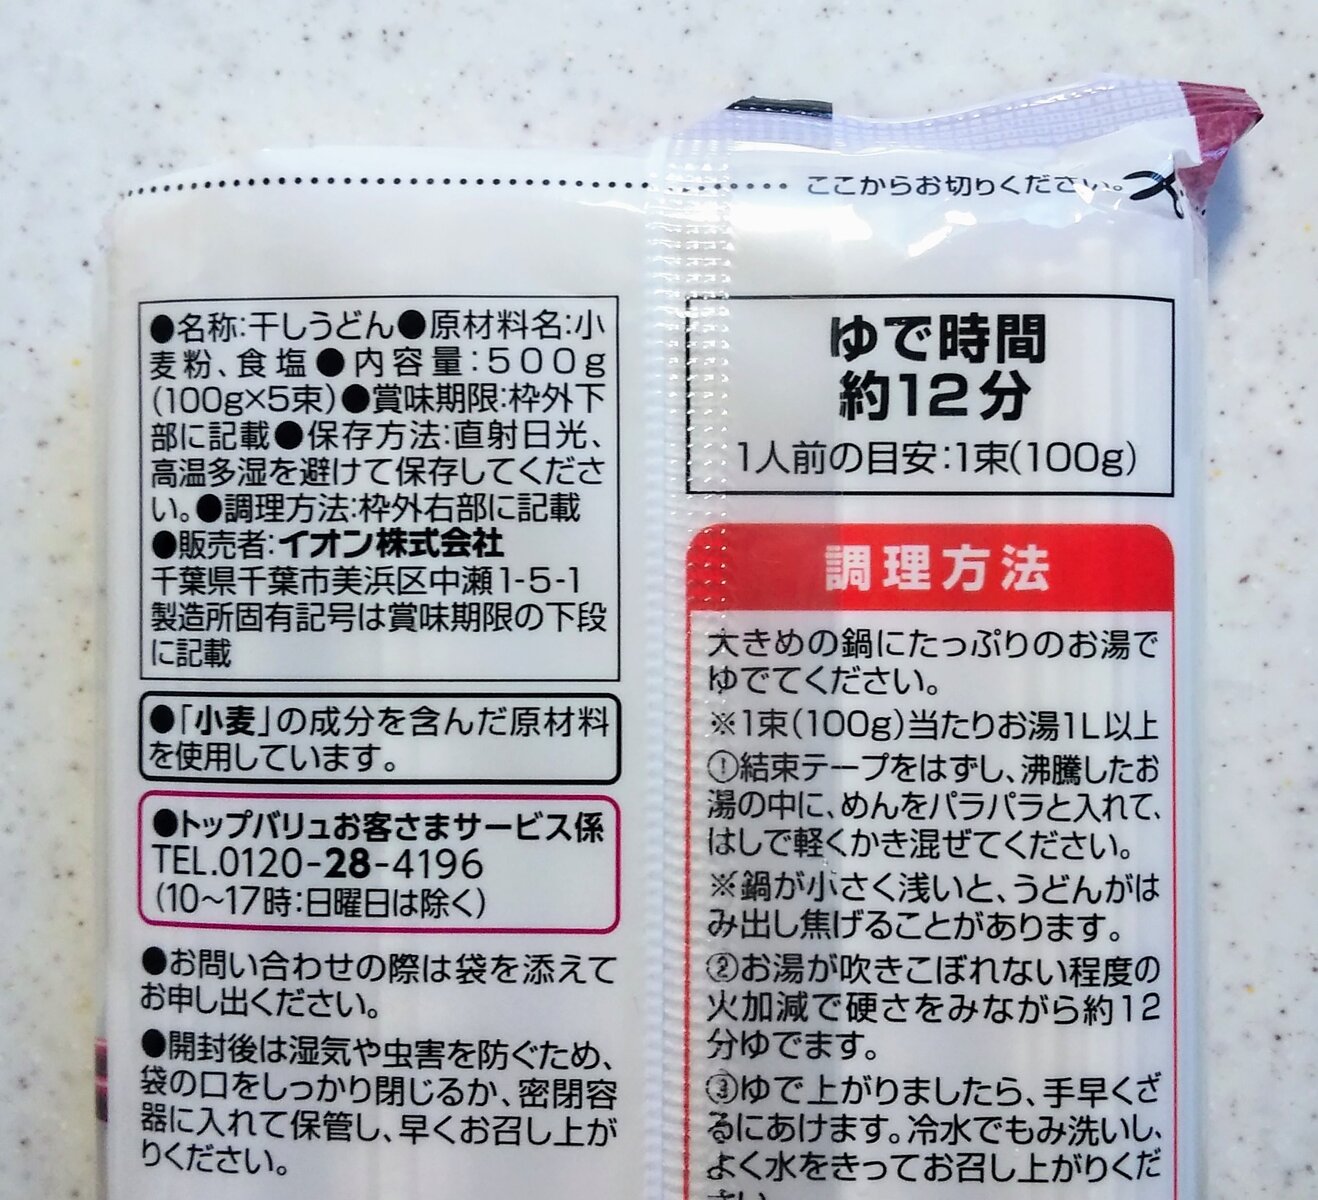 ここからお切りください。
●名称:干しうどん●原材料名:小
麦粉、食塩●内容量:500g
(100g×5束)●賞味期限:枠外下
部に記載●保存方法:直射日光、
高温多湿を避けて保存してくださ
い。●調理方法:枠外右部に記載
●販売者:イオン株式会社
千葉県千葉市美浜区中瀬1-5-1
製造所固有記号は賞味期限の下段
に記載
●「小麦」の成分を含んだ原材料
を使用しています。
●トップバリュお客さまサービス係
TEL.0120-28-4196
(10〜17時:日曜日は除く)
●お問い合わせの際は袋を添えて
お申し出ください。
●開封後は湿気や虫害を防ぐため、
袋の口をしっかり閉じるか、密閉容
器に入れて保管し、早くお召し上が
りください。
ゆで時間
約12分
1人前の目安:1束(100g)
調理方法
大きめの鍋にたっぷりのお湯で
ゆでてください。
※1束(100g)当たりお湯1L以上
①結束テープをはずし、沸騰したお
湯の中に、めんをパラパラと入れて、
はしで軽くかき混ぜてください。
※鍋が小さく浅いと、うどんがは
み出し焦げることがあります。
②お湯が吹きこぼれない程度の
火加減で硬さをみながら約12
分ゆでます。
③ゆで上がりましたら、手早くざ
るにあけます。冷水でもみ洗いし、
よく水をきってお召し上がりくだ
さい。